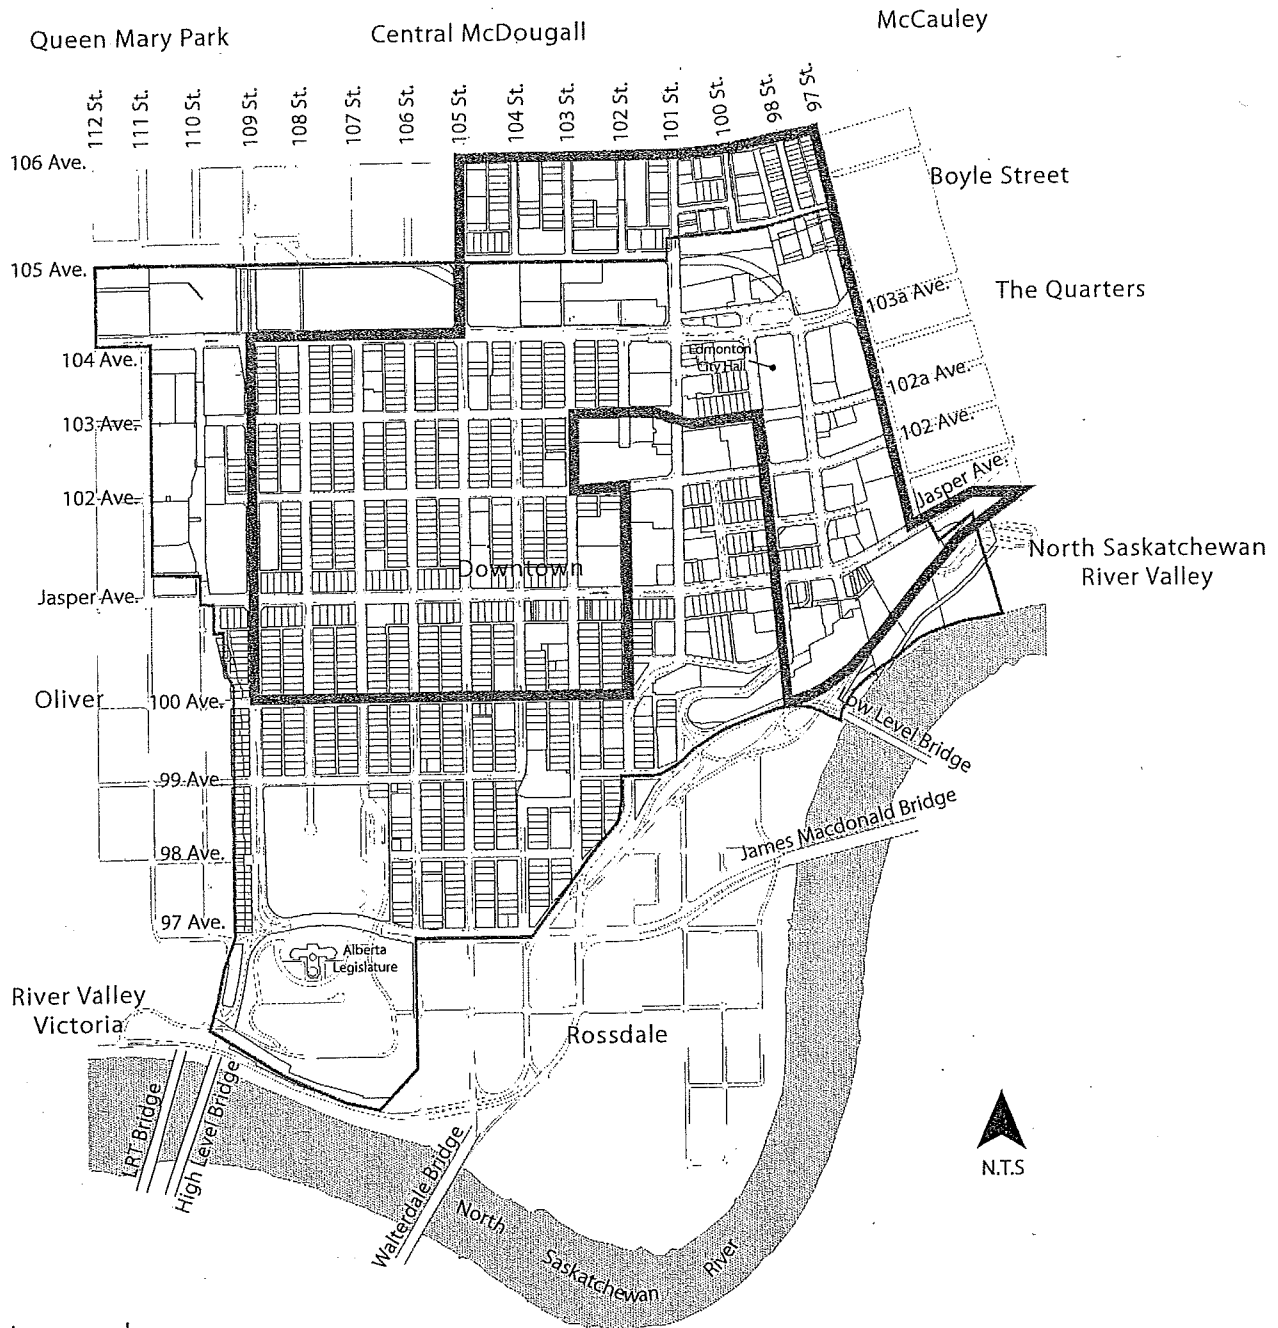 McCauley
Central McDougall
Queen Mary Park
112 St.
111 St.
110 St.
109 St.
108 St.
107 St.
106 St.
105 St.
104 St.
103 St.
102 St.
101 St.
100 St.
98 St.
97 St.
106 Ave.
Boyle Street
105 Ave.
The Quarters
103a Ave.
104 Ave.
Edmonton
City Hall
102a Ave.
103 Ave.
102 Ave.
Jasper Ave.
102 Ave.
North Saskatchewan
River Valley
Downtown
Jasper Ave.
Oliver
100 Ave.
Low Level Bridge
99 Ave.
James Macdonald Bridge
98 Ave.
97 Ave.
Alberta
Legislature
River Valley
Victoria
Rossdale
LRT Bridge
High Level Bridge
Walterdale Bridge
N.T.S
North
Saskatchewan
River